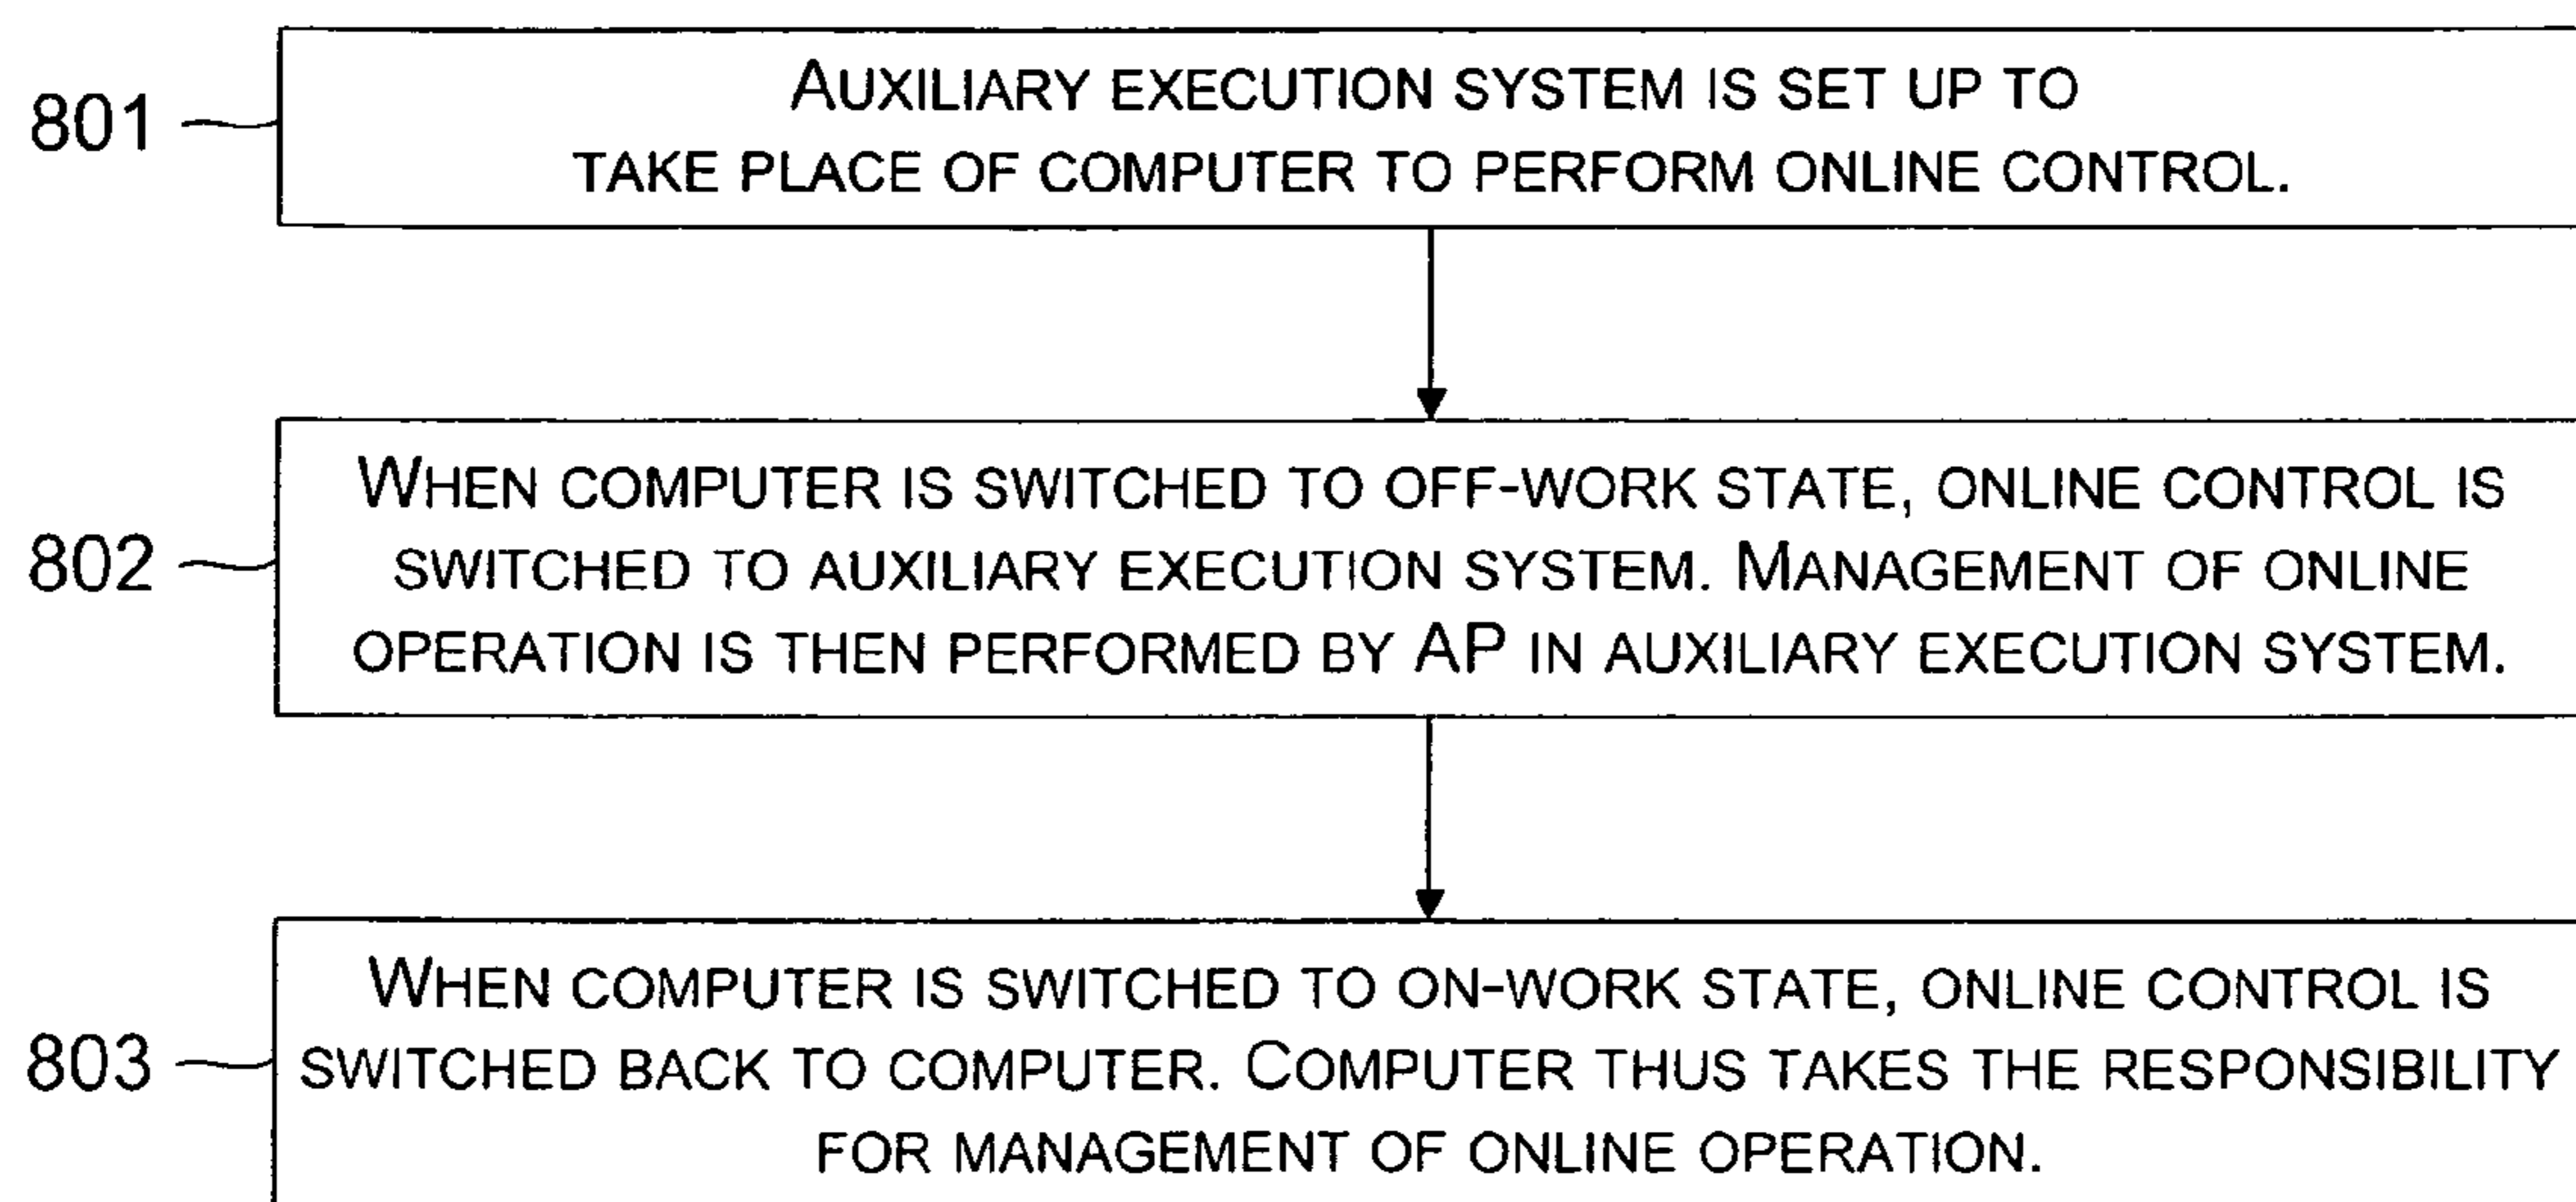 801
AUXILIARY EXECUTION SYSTEM IS SET UP TO
TAKE PLACE OF COMPUTER TO PERFORM ONLINE CONTROL.
802
WHEN COMPUTER IS SWITCHED TO OFF-WORK STATE, ONLINE CONTROL IS
SWITCHED TO AUXILIARY EXECUTION SYSTEM. MANAGEMENT OF ONLINE
OPERATION IS THEN PERFORMED BY AP IN AUXILIARY EXECUTION SYSTEM.
803
WHEN COMPUTER IS SWITCHED TO ON-WORK STATE, ONLINE CONTROL IS
SWITCHED BACK TO COMPUTER. COMPUTER THUS TAKES THE RESPONSIBILITY
FOR MANAGEMENT OF ONLINE OPERATION.